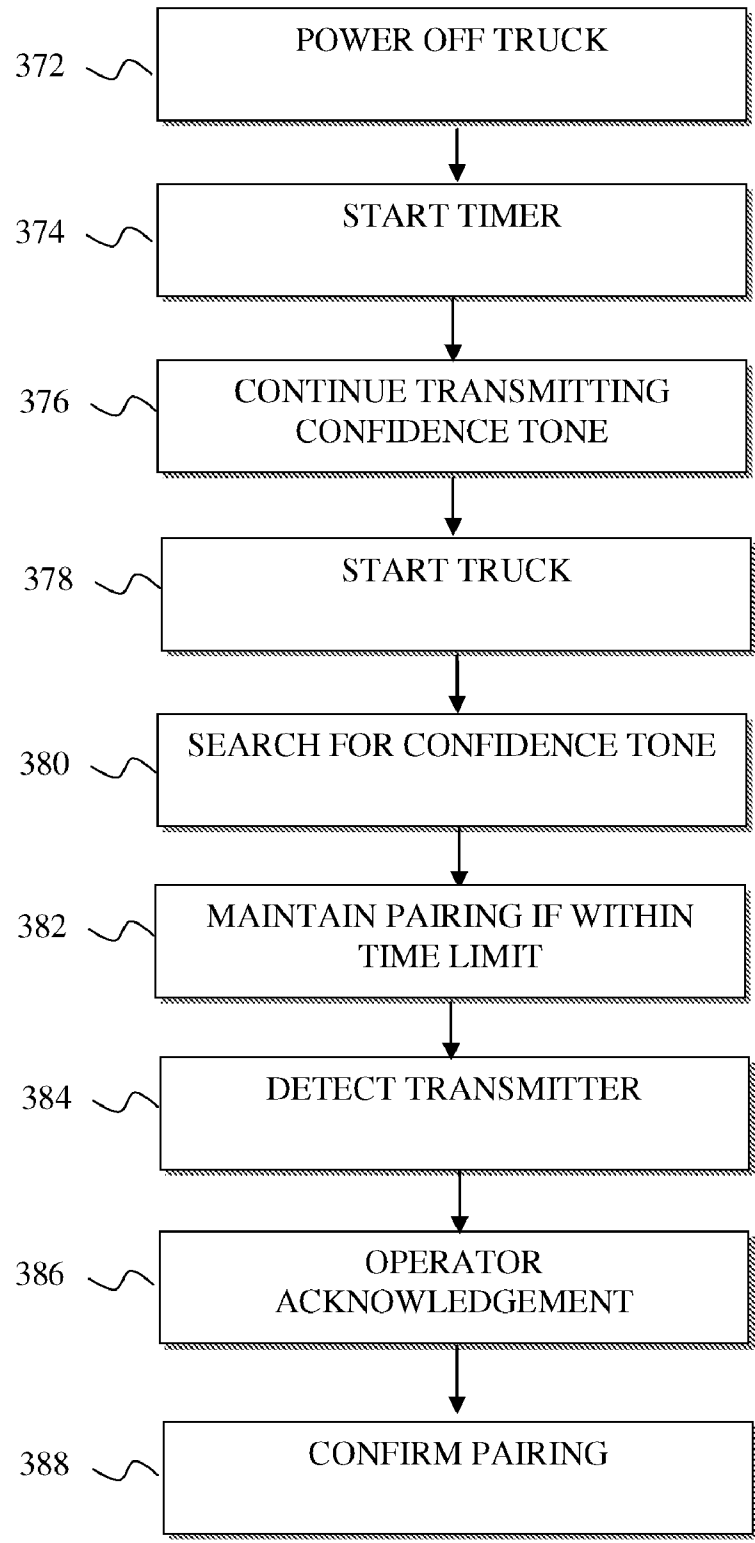 372
POWER OFF TRUCK
374
START TIMER
376
CONTINUE TRANSMITTING
CONFIDENCE TONE
378
START TRUCK
380
SEARCH FOR CONFIDENCE TONE
382
MAINTAIN PAIRING IF WITHIN
TIME LIMIT
384
DETECT TRANSMITTER
386
OPERATOR
ACKNOWLEDGEMENT
388
CONFIRM PAIRING